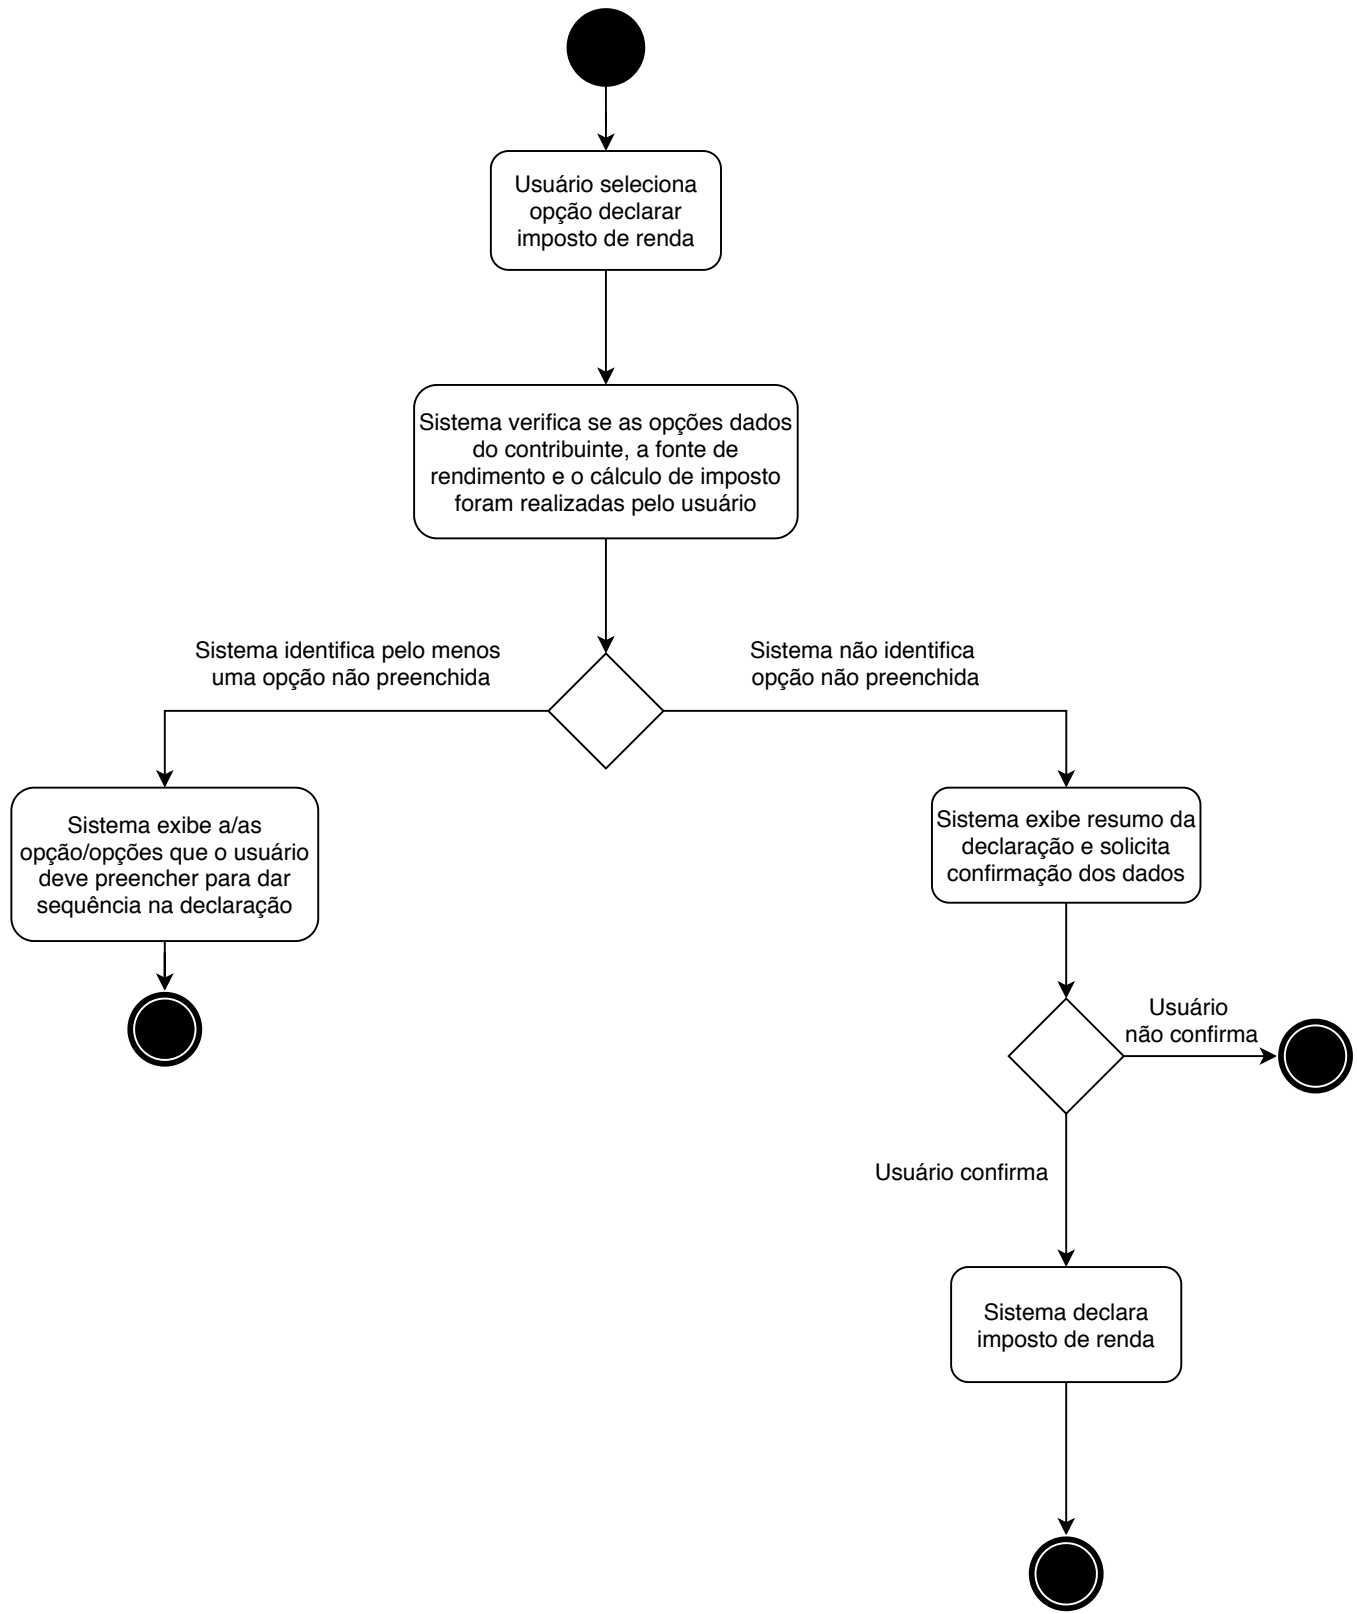 Usuário seleciona
opção declarar
imposto de renda
Sistema verifica se as opções dados
do contribuinte, a fonte de
rendimento e o cálculo de imposto
foram realizadas pelo usuário
Sistema identifica pelo menos
uma opção não preenchida
Sistema não identifica
opção não preenchida
Sistema exibe a/as
opção/opções que o usuário
deve preencher para dar
sequência na declaração
Sistema exibe resumo da
declaração e solicita
confirmação dos dados
Usuário
não confirma
Usuário confirma
Sistema declara
imposto de renda